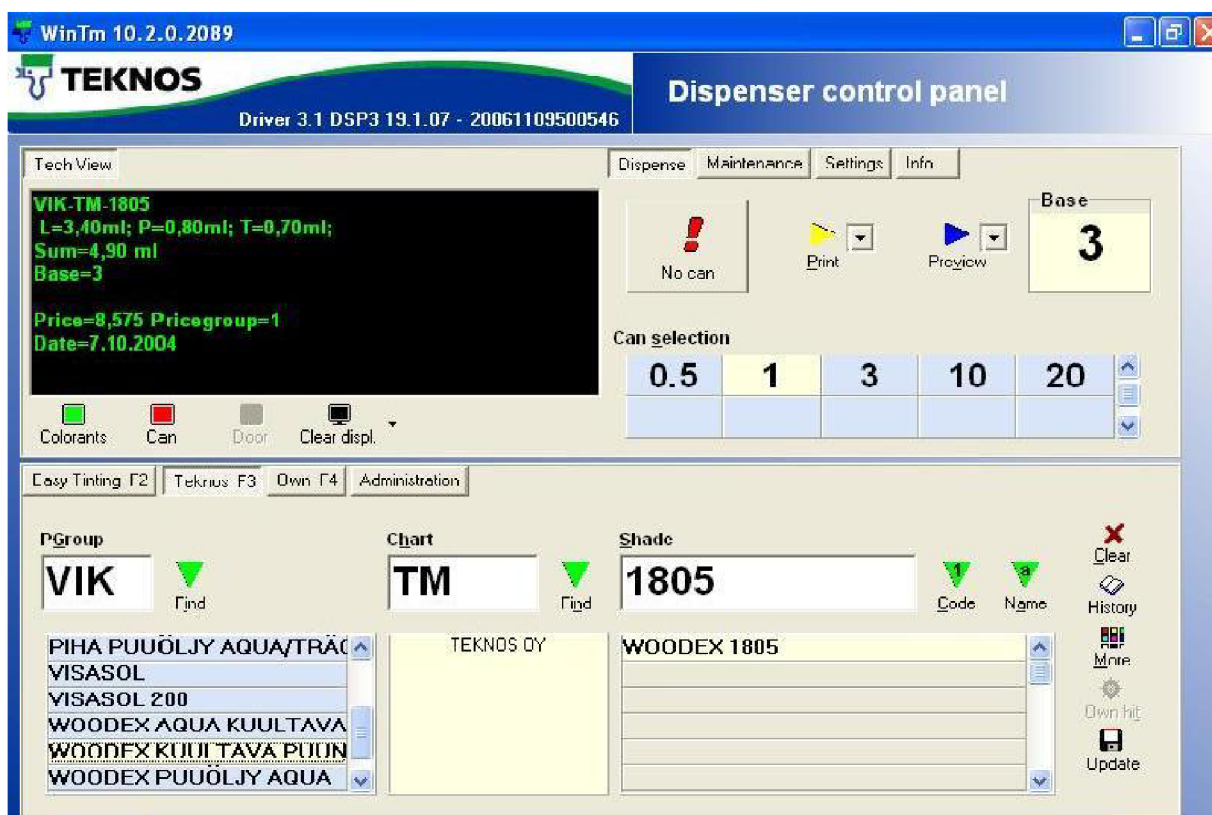 WinTm 10.2.0.2089
TEKNOS
Dispenser control panel
Driver 3.1 DSP3 19.1.07 - 20061109500546
Tech View
Dispense Maintenance Settings Info
VIK-TM-1805
L=3,40ml; P=0,80ml; T=0,70ml;
Sum=4,90 ml
Base=3
Price=8,575 Pricegroup=1
Date=7.10.2004
No can
Print
Preview
Base
3
Can selection
0.5 1 3 10 20
Colorants Can Door Clear displ.
Easy Tinting F2 Teknos F3 Own F4 Administration
PGroup
VIK
Find
Chart
TM
Find
Shade
1805
Code
Name
Clear
History
More
Own hit
Update
PIHA PUUÖLJY AQUA/TRÄ
VISASOL
VISASOL 200
WOODEX AQUA KUULTAVA
WOODEX KUULTAVA PUUN
WOODEX PUUÖLJY AQUA
TEKNOS OY
WOODEX 1805